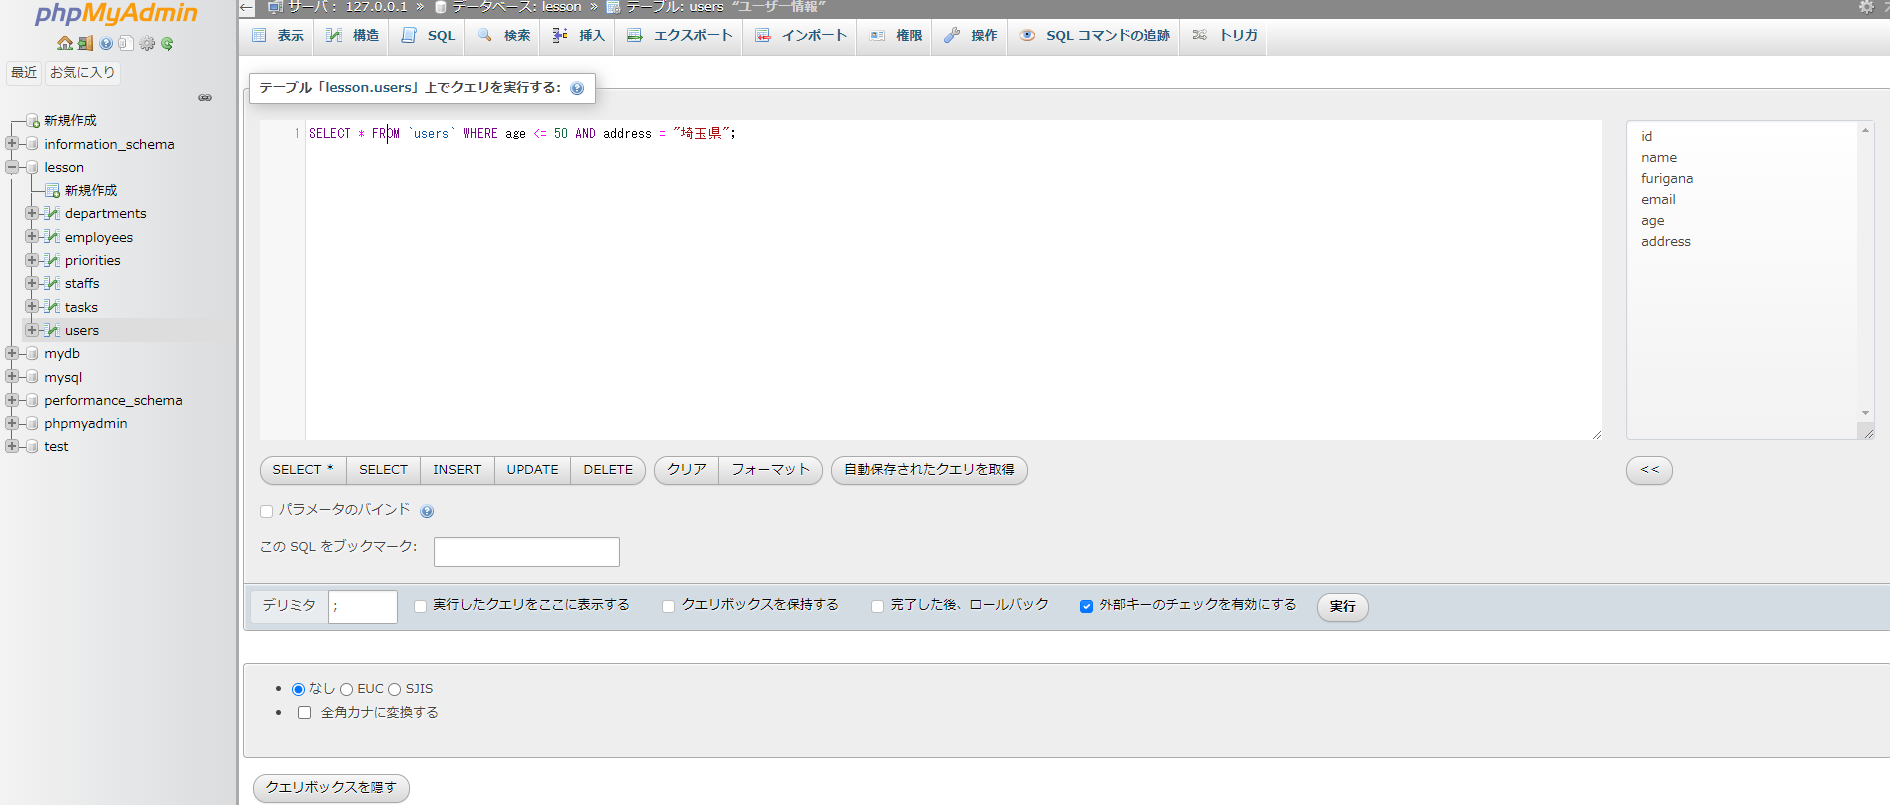 phpMyAdmin
最近 お気に入り
新規作成
information_schema
lesson
新規作成
departments
employees
priorities
staffs
tasks
users
mydb
mysql
performance_schema
phpmyadmin
test
サーバ: 127.0.0.1 » データベース: lesson » テーブル: users “ユーザー情報”
表示 構造 SQL 検索 挿入 エクスポート インポート 権限 操作 SQL コマンドの追跡 トリガ
テーブル「lesson.users」上でクエリを実行する:
1 SELECT * FROM `users` WHERE age <= 50 AND address = "埼玉県";
id
name
furigana
email
age
address
SELECT * SELECT INSERT UPDATE DELETE クリア フォーマット 自動保存されたクエリを取得 <<
パラメータのバインド
この SQL をブックマーク:
デリミタ ; 実行したクエリをここに表示する クエリボックスを保持する 完了した後、ロールバック 外部キーのチェックを有効にする 実行
なし EUC SJIS
全角カナに変換する
クエリボックスを隠す